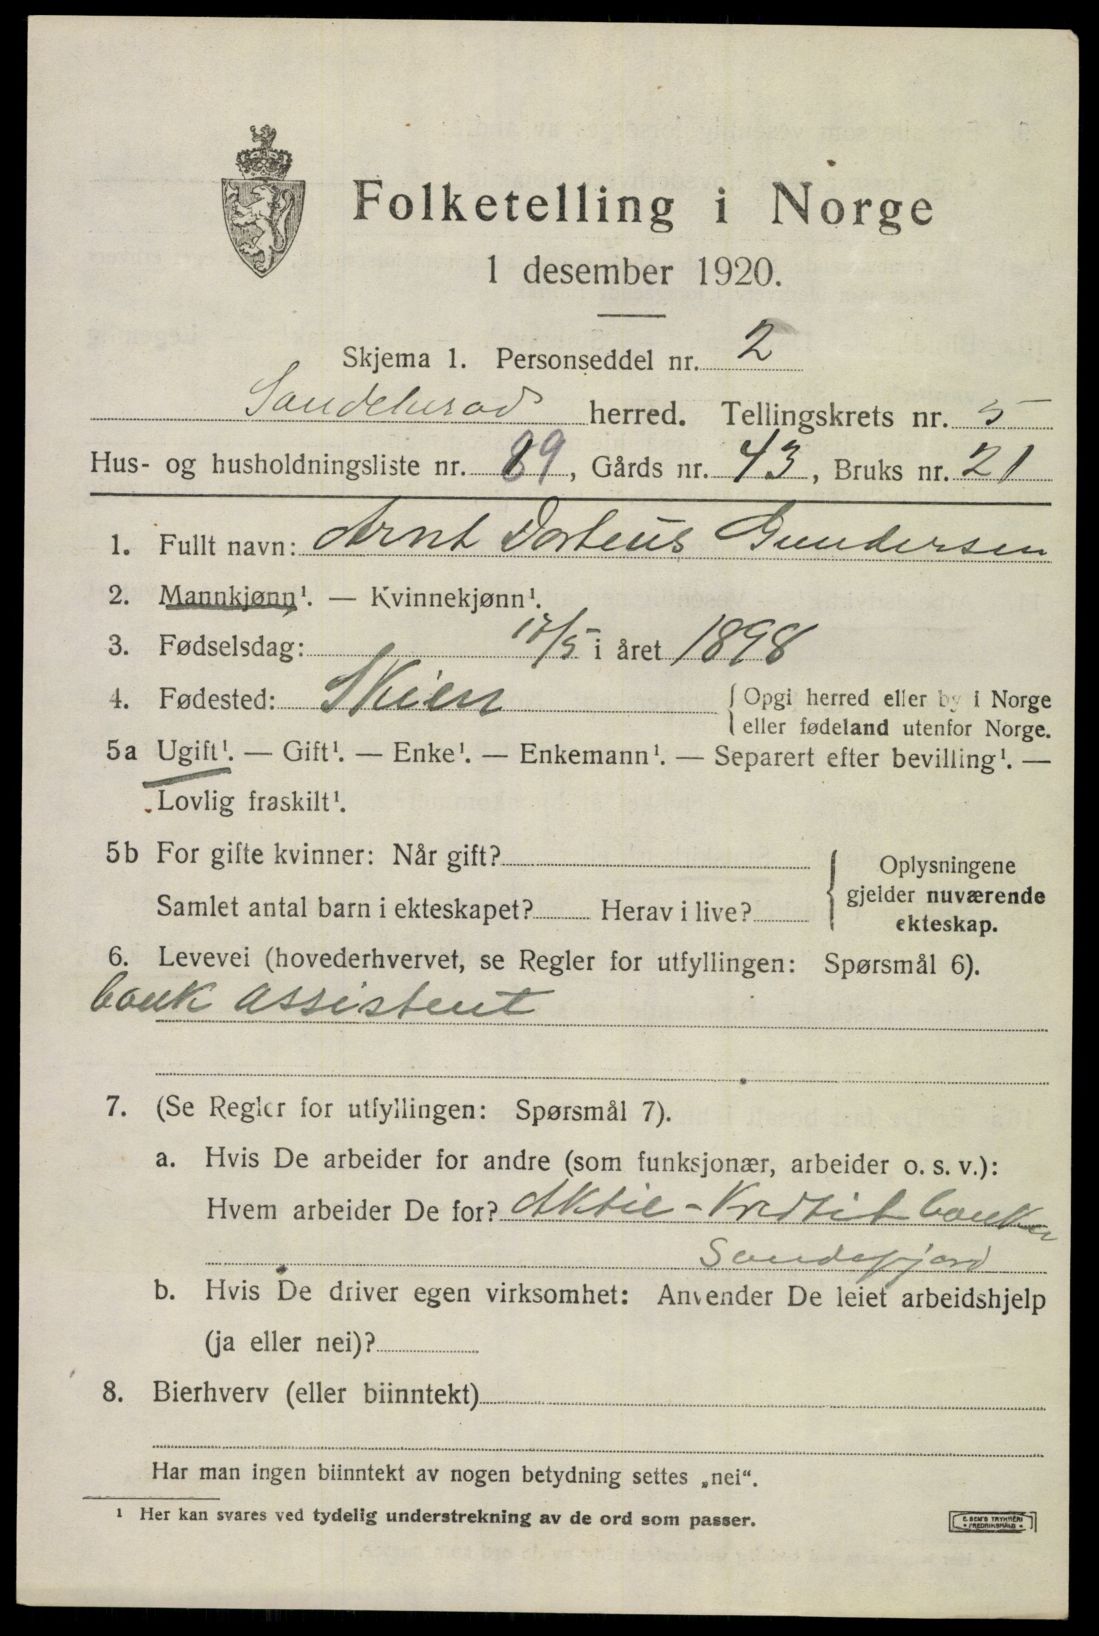 Folketelling i Norge
1 desember 1920.
Skjema 1. Personseddel nr. 2
Sandeherad herred. Tellingskrets nr. 5
Hus- og husholdningsliste nr. 89, Gårds nr. 43, Bruks nr. 21
1. Fullt navn: Arnt Dorteus Gundersen
2. Mannkjønn¹. — Kvinnekjønn¹.
3. Fødselsdag: 17/5 i året 1898
4. Fødested: Skien { Opgi herred eller by i Norge
eller fødeland utenfor Norge.
5a Ugift¹. — Gift¹. — Enke¹. — Enkemann¹. — Separert efter bevilling¹. —
Lovlig fraskilt¹.
5b For gifte kvinner: Når gift?
Samlet antal barn i ekteskapet? Herav i live?
{ Oplysningene
gjelder nuværende
ekteskap.
6. Levevei (hovederhvervet, se Regler for utfyllingen: Spørsmål 6).
bank assistent
7. (Se Regler for utfyllingen: Spørsmål 7).
a. Hvis De arbeider for andre (som funksjonær, arbeider o. s. v.):
Hvem arbeider De for? Aktie-Kredtit banken
Sandefjord
b. Hvis De driver egen virksomhet: Anvender De leiet arbeidshjelp
(ja eller nei)?
8. Bierhverv (eller biinntekt)
Har man ingen biinntekt av nogen betydning settes „nei“.
¹ Her kan svares ved tydelig understrekning av de ord som passer.